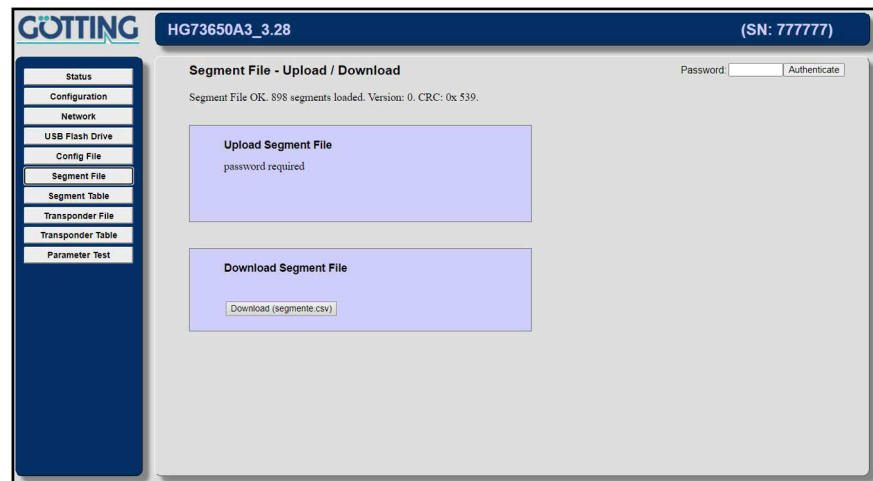 GÖTTING
HG73650A3_3.28
(SN: 777777)
Status
Configuration
Network
USB Flash Drive
Config File
Segment File
Segment Table
Transponder File
Transponder Table
Parameter Test
Segment File - Upload / Download
Password:
Authenticate
Segment File OK. 898 segments loaded. Version: 0. CRC: 0x 539.
Upload Segment File
password required
Download Segment File
Download (segmente.csv)